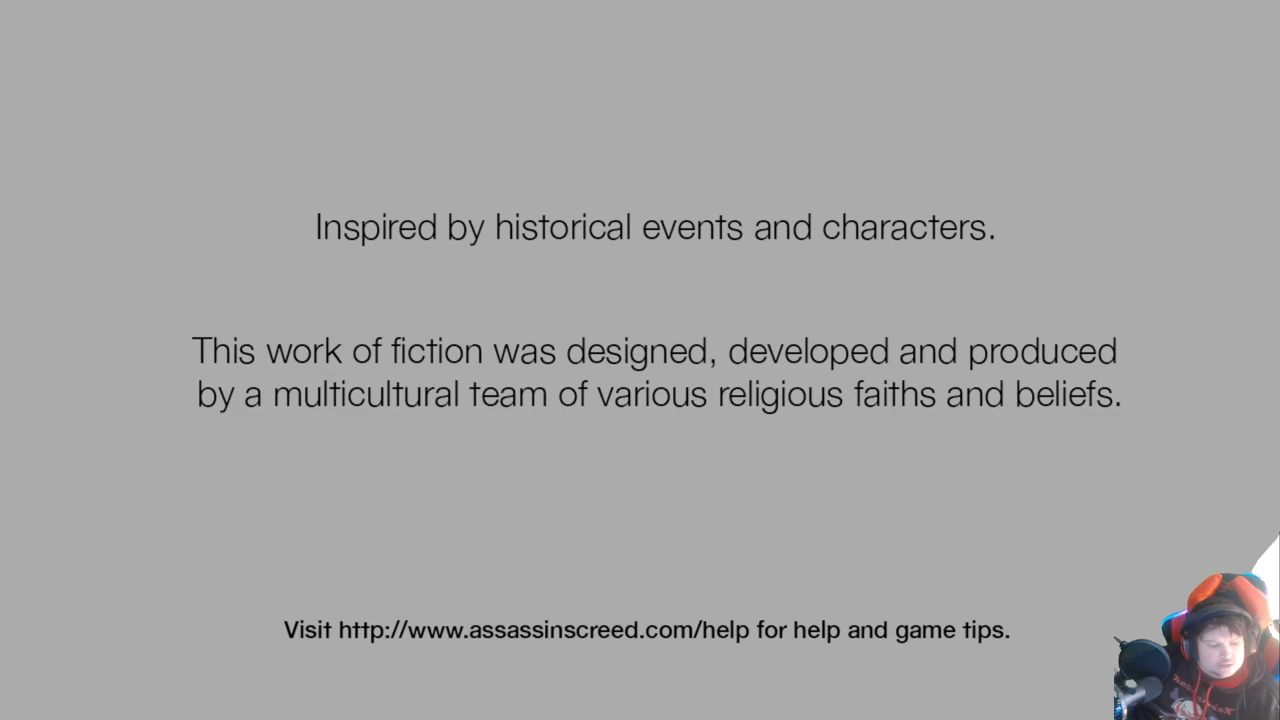 Inspired by historical events and characters.
This work of fiction was designed, developed and produced
by a multicultural team of various religious faiths and beliefs.
Visit http://www.assassinscreed.com/help for help and game tips.